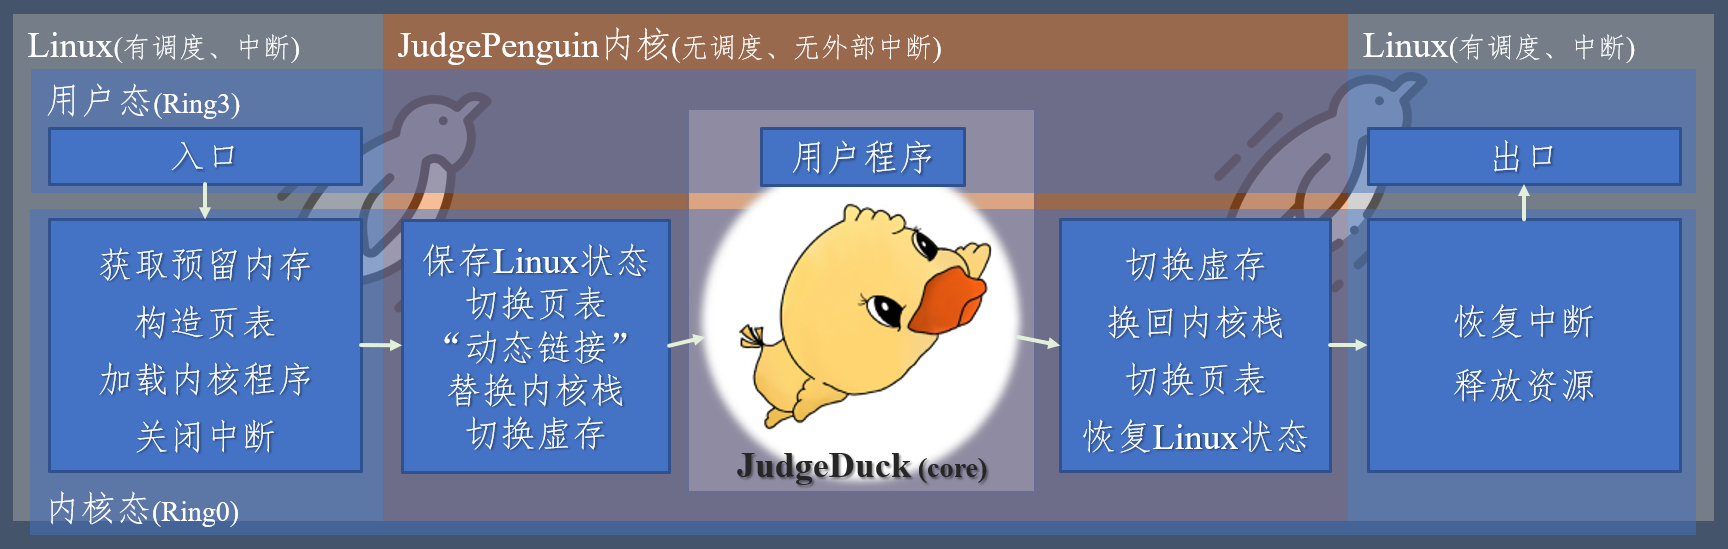 Linux(有调度、中断)
JudgePenguin内核(无调度、无外部中断)
Linux(有调度、中断)
用户态(Ring3)
入口
用户程序
出口
获取预留内存
构造页表
加载内核程序
关闭中断
保存Linux状态
切换页表
“动态链接”
替换内核栈
切换虚存
JudgeDuck (core)
切换虚存
换回内核栈
切换页表
恢复Linux状态
恢复中断
释放资源
内核态(Ring0)